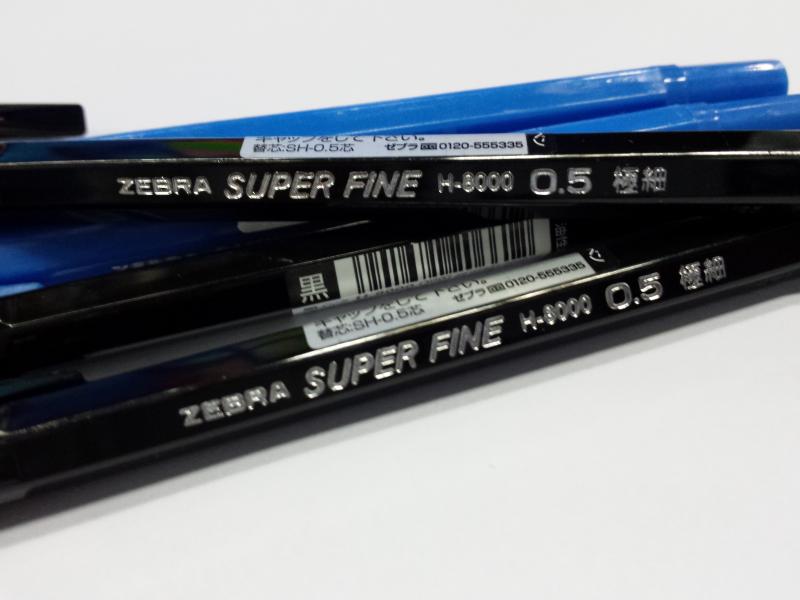 キャップをして下さい。
替芯:SH-0.5芯 ゼブラ 0120-555335
ZEBRA SUPER FINE H-8000 0.5 極細
黒
油性
キャップをして下さい。
替芯:SH-0.5芯 ゼブラ 0120-555335
ZEBRA SUPER FINE H-8000 0.5 極細